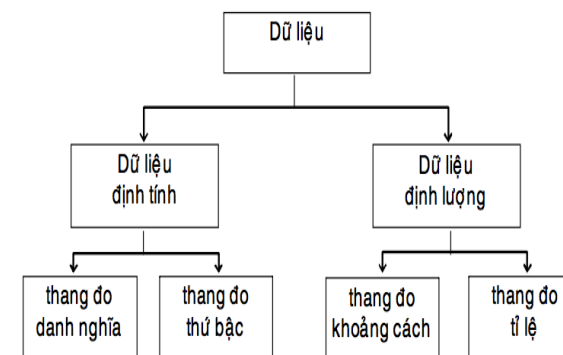 Dữ liệu
Dữ liệu
định tính
Dữ liệu
định lượng
thang đo
danh nghĩa
thang đo
thứ bậc
thang đo
khoảng cách
thang đo
tỉ lệ